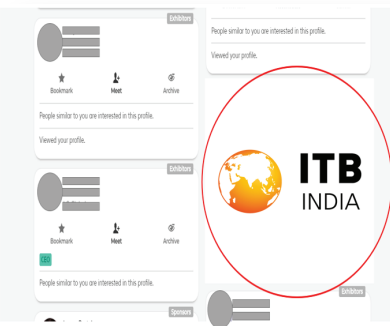 Exhibitors
Bookmark
Meet
Archive
People similar to you are interested in this profile.
Viewed your profile.
Exhibitors
Bookmark
Meet
Archive
CEO
People similar to you are interested in this profile.
Sponsors
People similar to you are interested in this profile.
Viewed your profile.
ITB
INDIA
Exhibitors